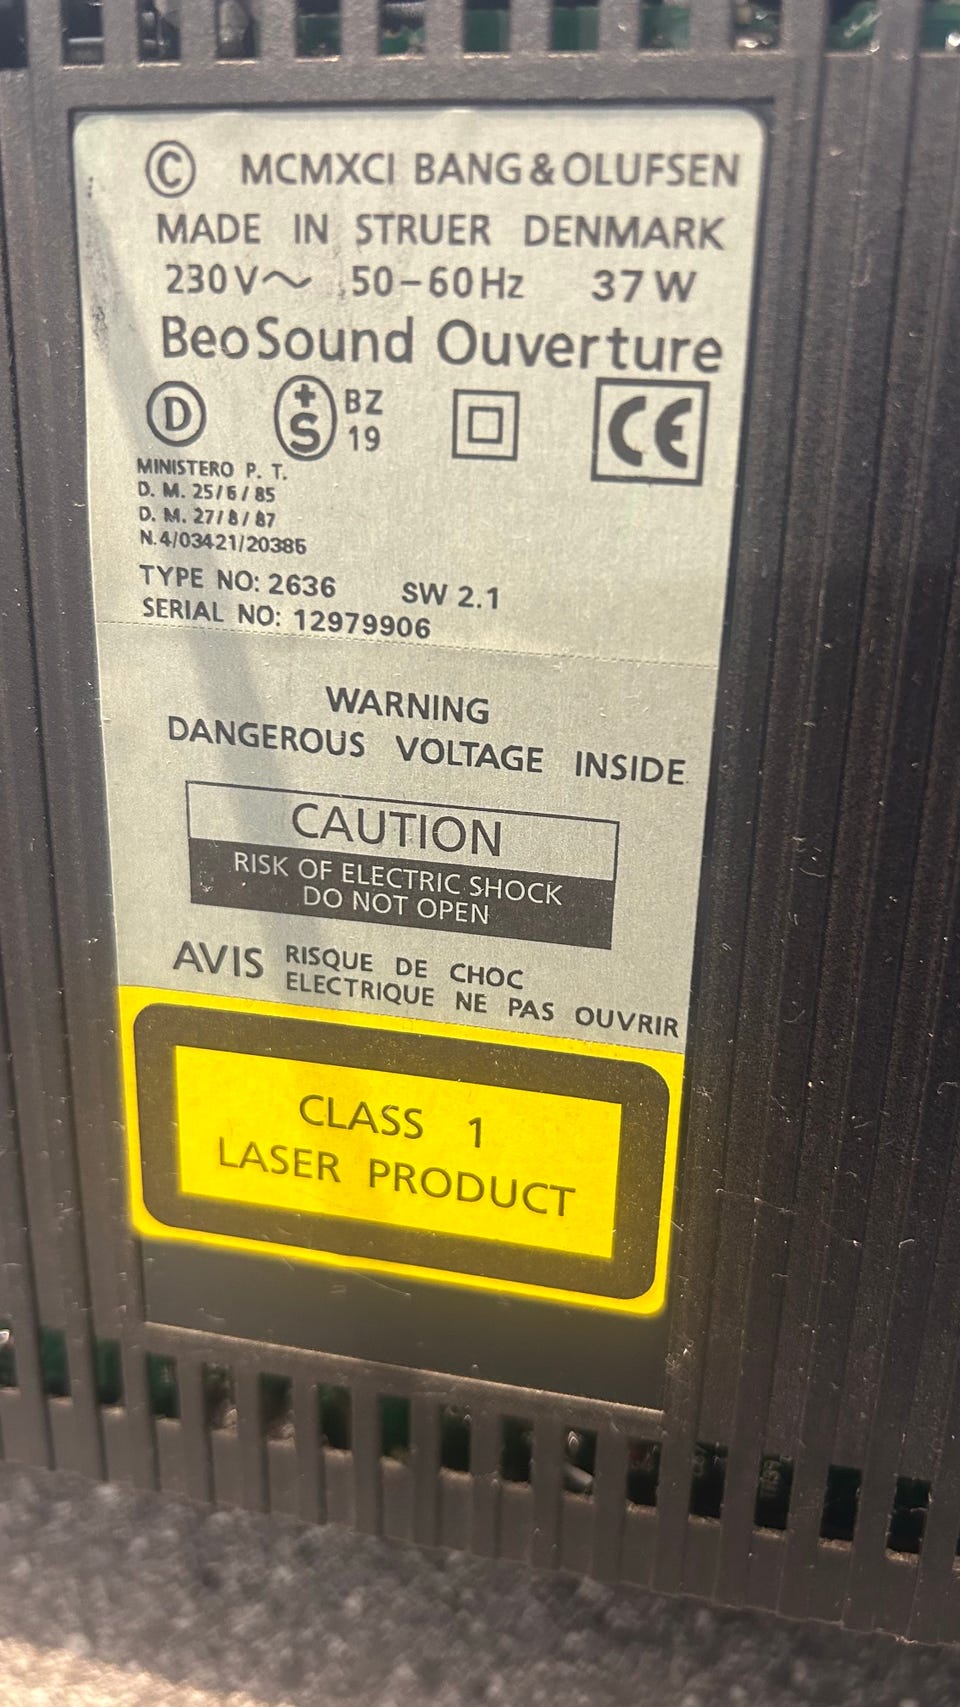 © MCMXCI BANG & OLUFSEN
MADE IN STRUER DENMARK
230 V~ 50–60 Hz 37 W
BeoSound Ouverture
D +S BZ 19 CE
MINISTERO P. T.
D. M. 25/6/85
D. M. 27/8/87
N.4/03421/20385
TYPE NO: 2636 SW 2.1
SERIAL NO: 12979906
WARNING
DANGEROUS VOLTAGE INSIDE
CAUTION
RISK OF ELECTRIC SHOCK
DO NOT OPEN
AVIS RISQUE DE CHOC
ELECTRIQUE NE PAS OUVRIR
CLASS 1
LASER PRODUCT